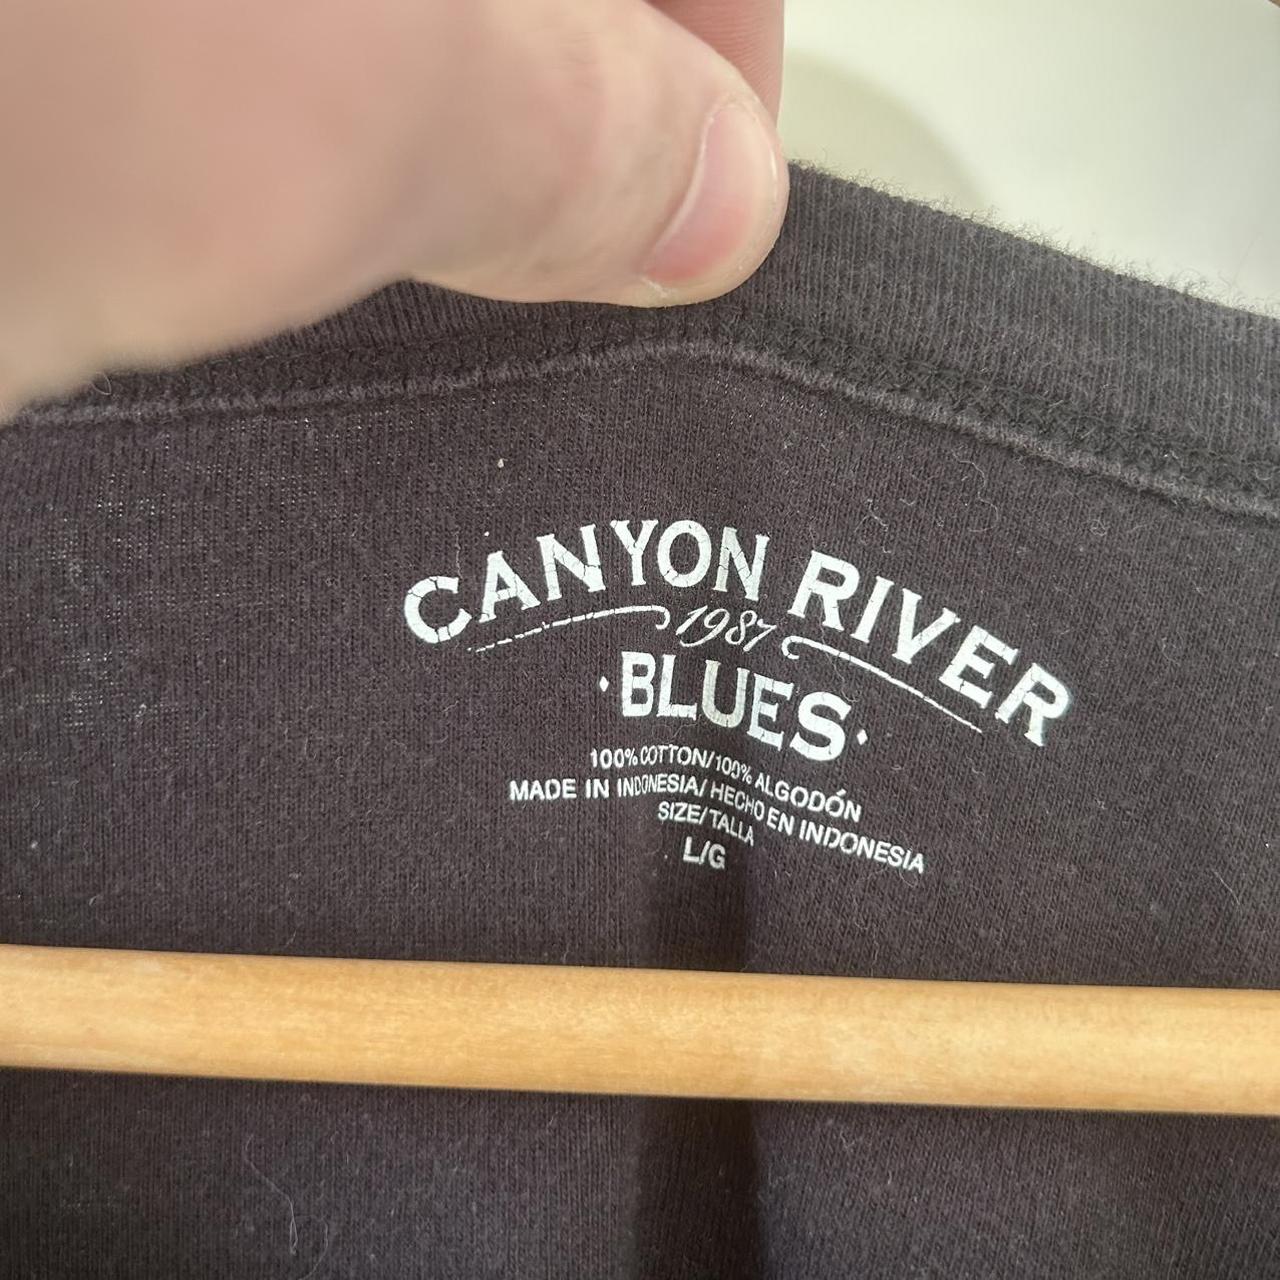 CANYON RIVER
1987
·BLUES·
100% COTTON/100% ALGODÓN
MADE IN INDONESIA/ HECHO EN INDONESIA
SIZE/TALLA
L/G